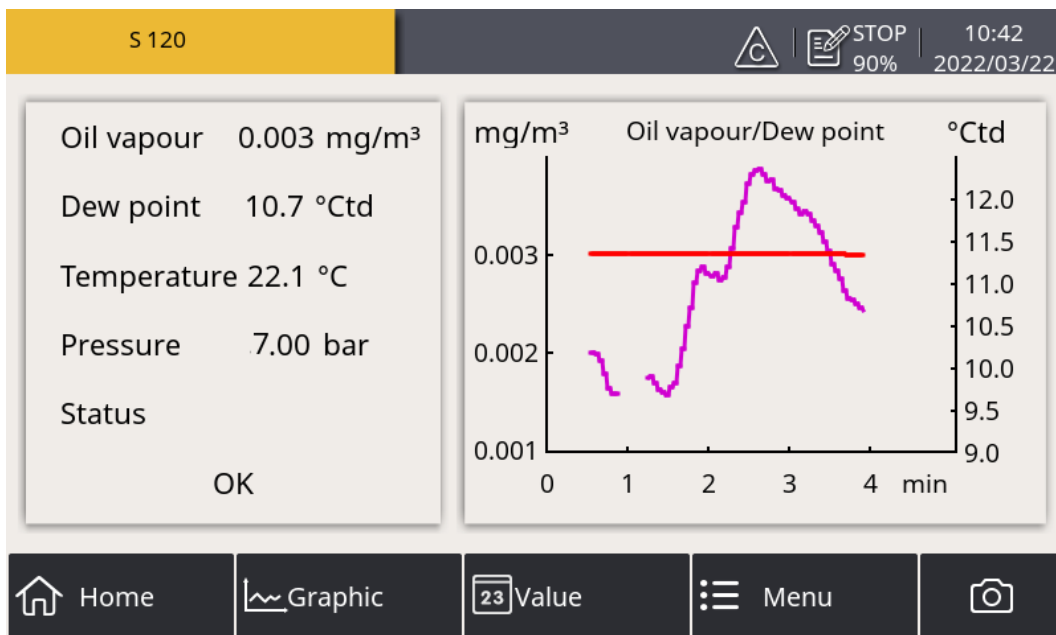 S 120
C
STOP
90%
10:42
2022/03/22
Oil vapour 0.003 mg/m³
Dew point 10.7 °Ctd
Temperature 22.1 °C
Pressure 7.00 bar
Status
OK
mg/m³ Oil vapour/Dew point °Ctd
0.003
0.002
0.001
12.0
11.5
11.0
10.5
10.0
9.5
9.0
0 1 2 3 4 min
Home
Graphic
23 Value
Menu